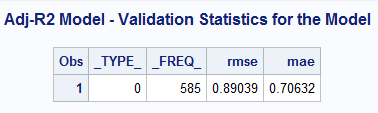 Adj-R2 Model - Validation Statistics for the Model
Obs _TYPE_ _FREQ_ rmse mae
1 0 585 0.89039 0.70632